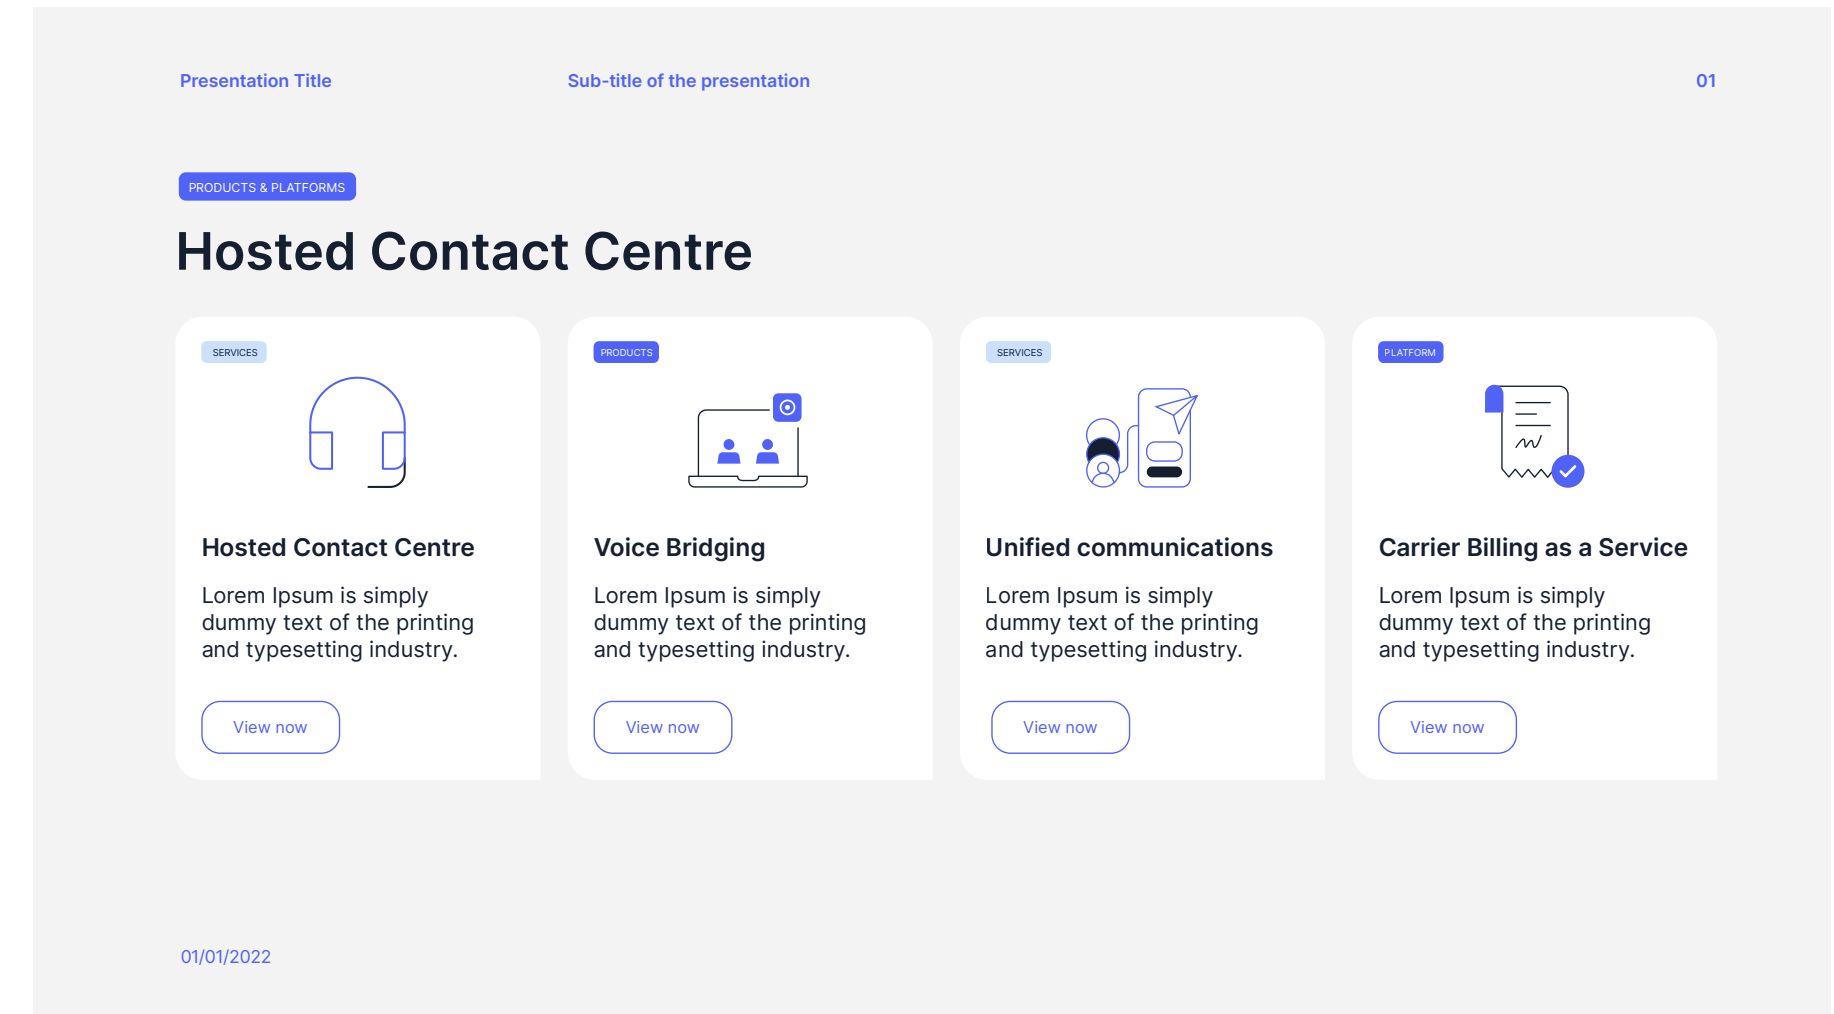 Presentation Title
Sub-title of the presentation
01
PRODUCTS & PLATFORMS
Hosted Contact Centre
SERVICES
Hosted Contact Centre
Lorem Ipsum is simply
dummy text of the printing
and typesetting industry.
View now
PRODUCTS
Voice Bridging
Lorem Ipsum is simply
dummy text of the printing
and typesetting industry.
View now
SERVICES
Unified communications
Lorem Ipsum is simply
dummy text of the printing
and typesetting industry.
View now
PLATFORM
Carrier Billing as a Service
Lorem Ipsum is simply
dummy text of the printing
and typesetting industry.
View now
01/01/2022